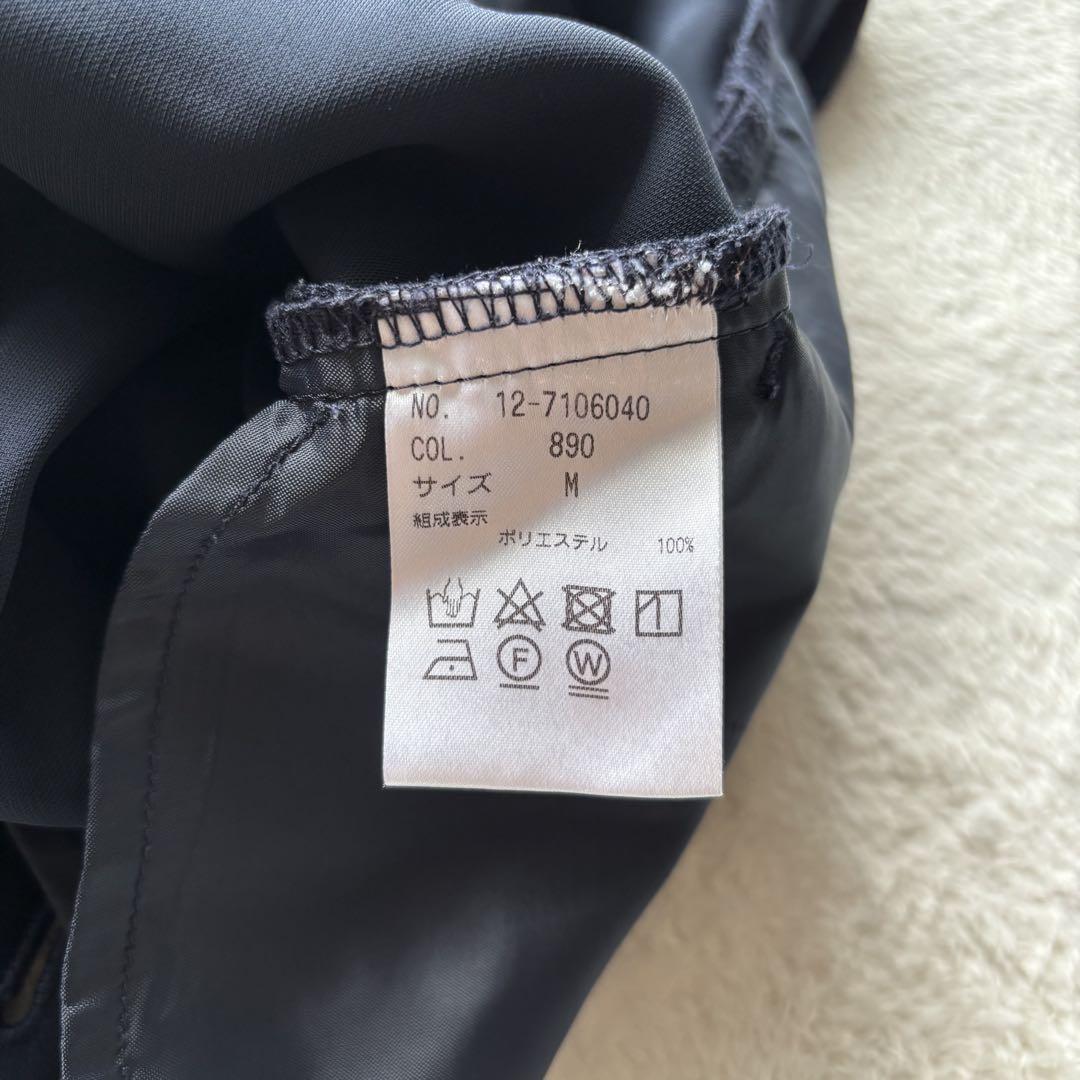 NO. 12-7106040
COL. 890
サイズ M
組成表示
ポリエステル 100%
F W